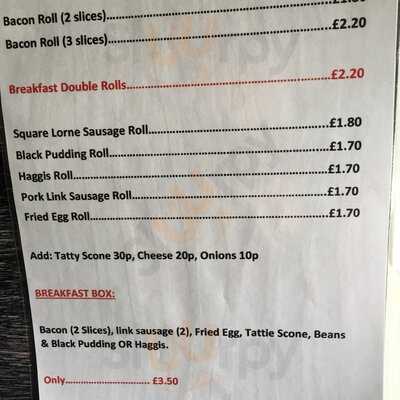 Bacon Roll (2 slices)
Bacon Roll (3 slices)..........................................................£2.20
Breakfast Double Rolls.....................................................£2.20
Square Lorne Sausage Roll...............................................£1.80
Black Pudding Roll............................................................£1.70
Haggis Roll.......................................................................£1.70
Pork Link Sausage Roll......................................................£1.70
Fried Egg Roll...................................................................£1.70
Add: Tatty Scone 30p, Cheese 20p, Onions 10p
BREAKFAST BOX:
Bacon (2 Slices), link sausage (2), Fried Egg, Tattie Scone, Beans
& Black Pudding OR Haggis.
Only............................ £3.50